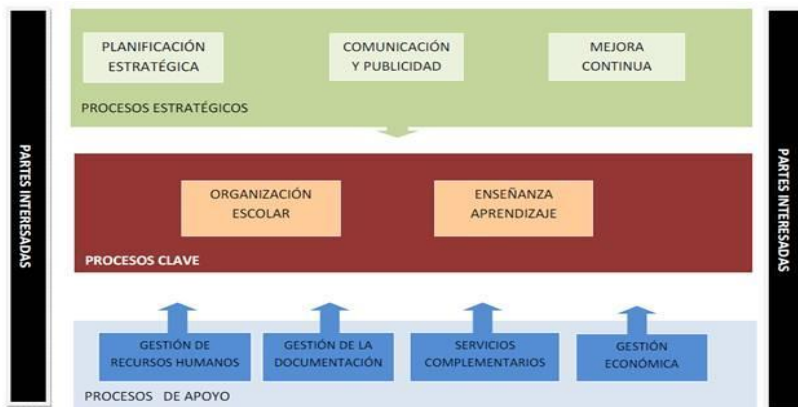 PARTES INTERESADAS
PLANIFICACIÓN
ESTRATÉGICA
COMUNICACIÓN
Y PUBLICIDAD
MEJORA
CONTINUA
PROCESOS ESTRATÉGICOS
ORGANIZACIÓN
ESCOLAR
ENSEÑANZA
APRENDIZAJE
PROCESOS CLAVE
GESTIÓN DE
RECURSOS HUMANOS
GESTIÓN DE LA
DOCUMENTACIÓN
SERVICIOS
COMPLEMENTARIOS
GESTIÓN
ECONÓMICA
PROCESOS DE APOYO
PARTES INTERESADAS